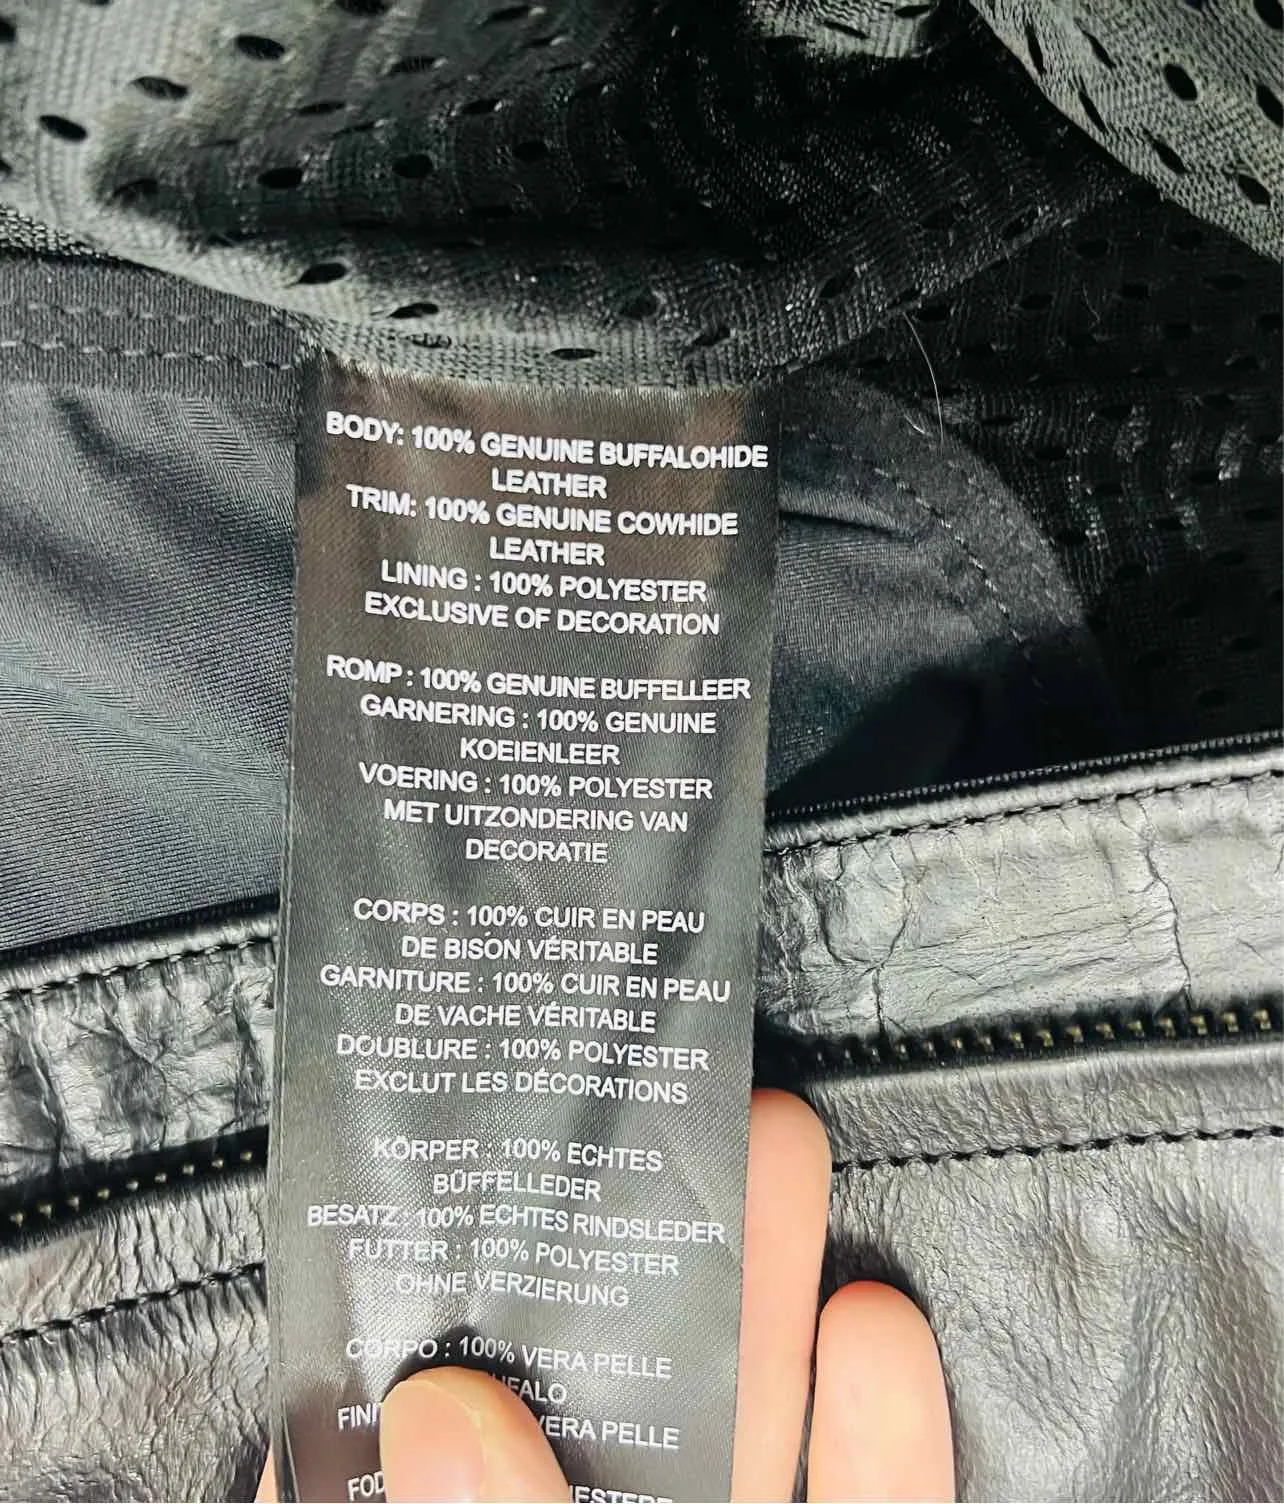 BODY: 100% GENUINE BUFFALOHIDE
LEATHER
TRIM: 100% GENUINE COWHIDE
LEATHER
LINING : 100% POLYESTER
EXCLUSIVE OF DECORATION
ROMP : 100% GENUINE BUFFELLEER
GARNERING : 100% GENUINE
KOEIENLEER
VOERING : 100% POLYESTER
MET UITZONDERING VAN
DECORATIE
CORPS : 100% CUIR EN PEAU
DE BISON VÉRITABLE
GARNITURE : 100% CUIR EN PEAU
DE VACHE VÉRITABLE
DOUBLURE : 100% POLYESTER
EXCLUT LES DÉCORATIONS
KÖRPER : 100% ECHTES
BÜFFELLEDER
BESATZ : 100% ECHTES RINDSLEDER
FUTTER : 100% POLYESTER
OHNE VERZIERUNG
CORPO : 100% VERA PELLE
VERA PELLE